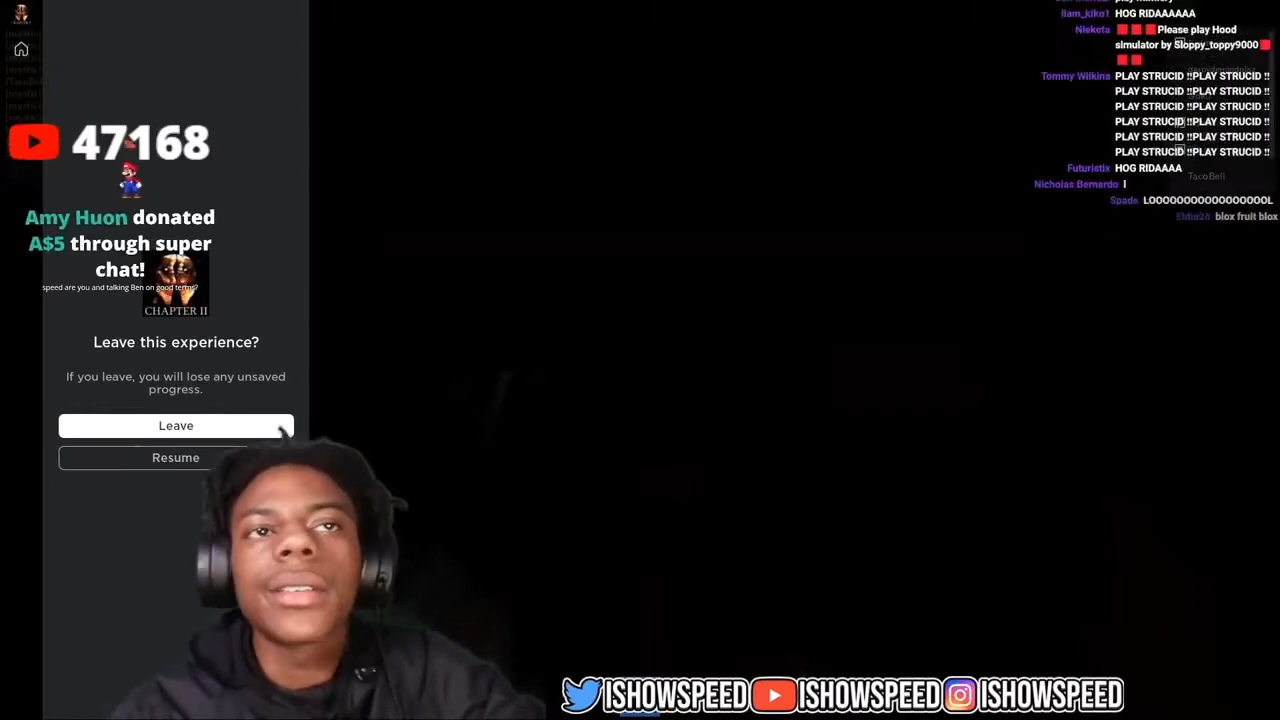 47168
Amy Huon donated
A$5 through super
chat!
speed are you and talking Ben on good terms?
CHAPTER II
Leave this experience?
If you leave, you will lose any unsaved
progress.
Leave
Resume
liam_kiko1 HOG RIDAAAAAA
Nieketa Please play Hood
simulator by Sloppy_toppy9000
Tommy Wilkins PLAY STRUCID !!PLAY STRUCID !!
PLAY STRUCID !!PLAY STRUCID !!
PLAY STRUCID !!PLAY STRUCID !!
PLAY STRUCID !!PLAY STRUCID !!
PLAY STRUCID !!PLAY STRUCID !!
PLAY STRUCID !!PLAY STRUCID !!
Futuristix HOG RIDAAAA
TacoBell
Nicholas Bernardo I
Spade LOOOOOOOOOOOOOOOOOOL
blox fruit blox
ISHOWSPEED ISHOWSPEED ISHOWSPEED